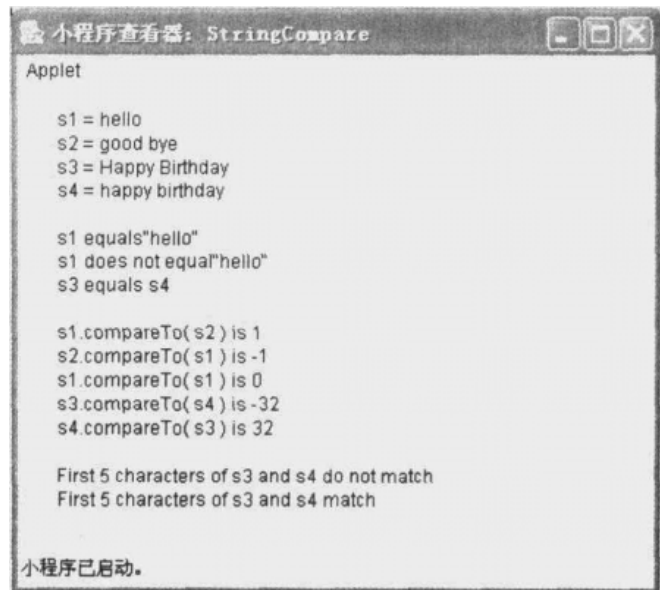 小程序查看器：StringCompare
Applet
s1 = hello
s2 = good bye
s3 = Happy Birthday
s4 = happy birthday
s1 equals"hello"
s1 does not equal"hello"
s3 equals s4
s1.compareTo( s2 ) is 1
s2.compareTo( s1 ) is -1
s1.compareTo( s1 ) is 0
s3.compareTo( s4 ) is -32
s4.compareTo( s3 ) is 32
First 5 characters of s3 and s4 do not match
First 5 characters of s3 and s4 match
小程序已启动。